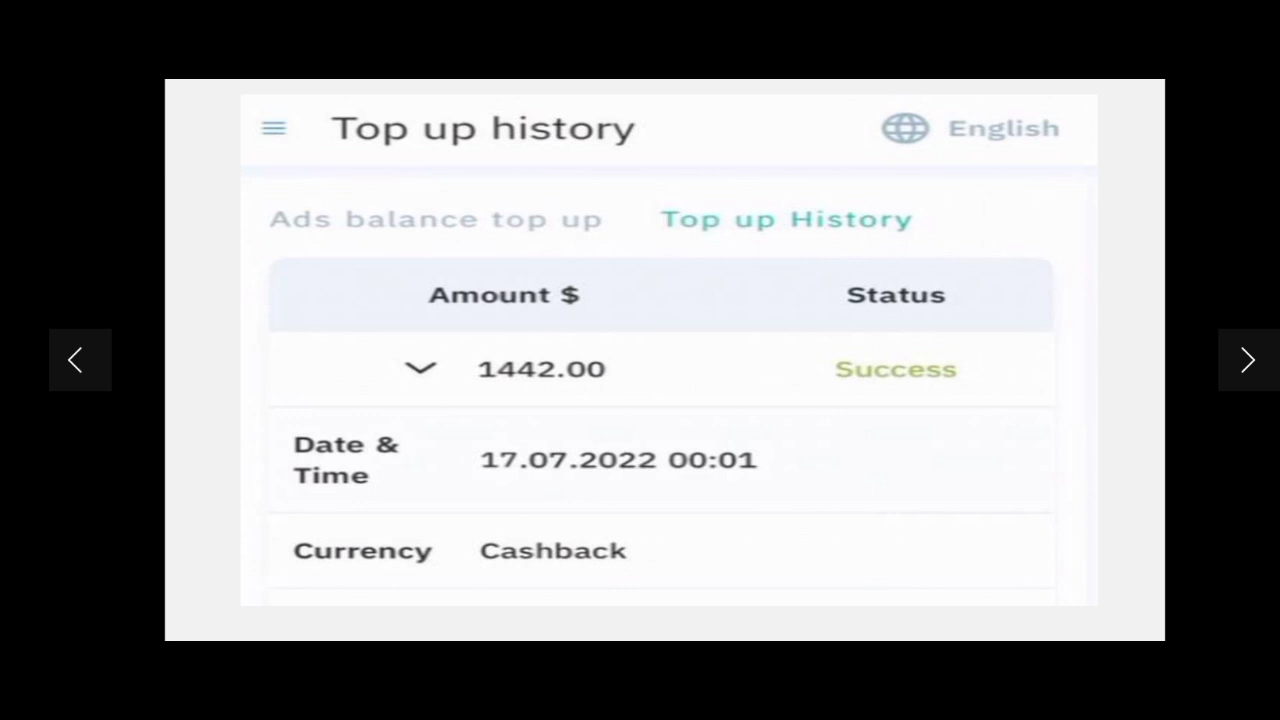 Top up history
English
Ads balance top up Top up History
Amount $ Status
1442.00 Success
Date &
Time
17.07.2022 00:01
Currency Cashback